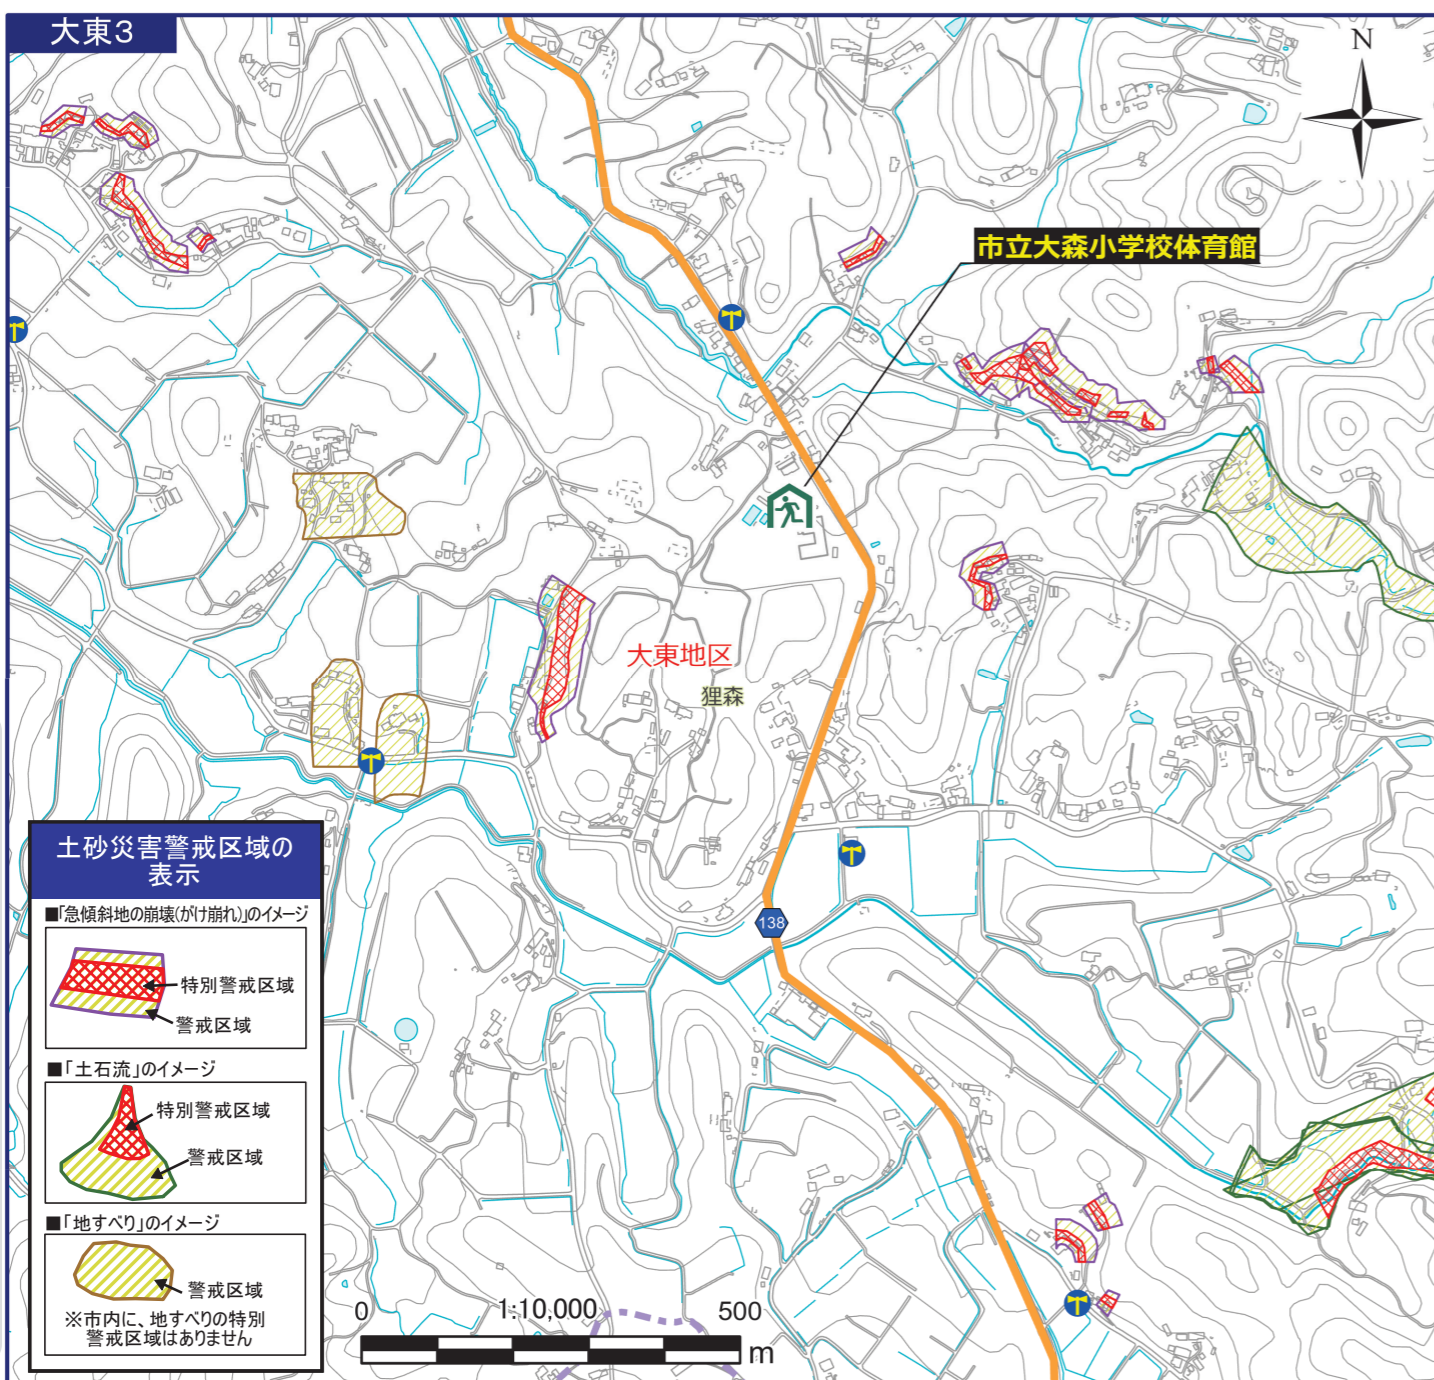 大東3
N
市立大森小学校体育館
大東地区
狸森
138
土砂災害警戒区域の
表示
■「急傾斜地の崩壊(がけ崩れ)」のイメージ
特別警戒区域
警戒区域
■「土石流」のイメージ
特別警戒区域
警戒区域
■「地すべり」のイメージ
警戒区域
※市内に、地すべりの特別
警戒区域はありません
0 1:10,000 500
m